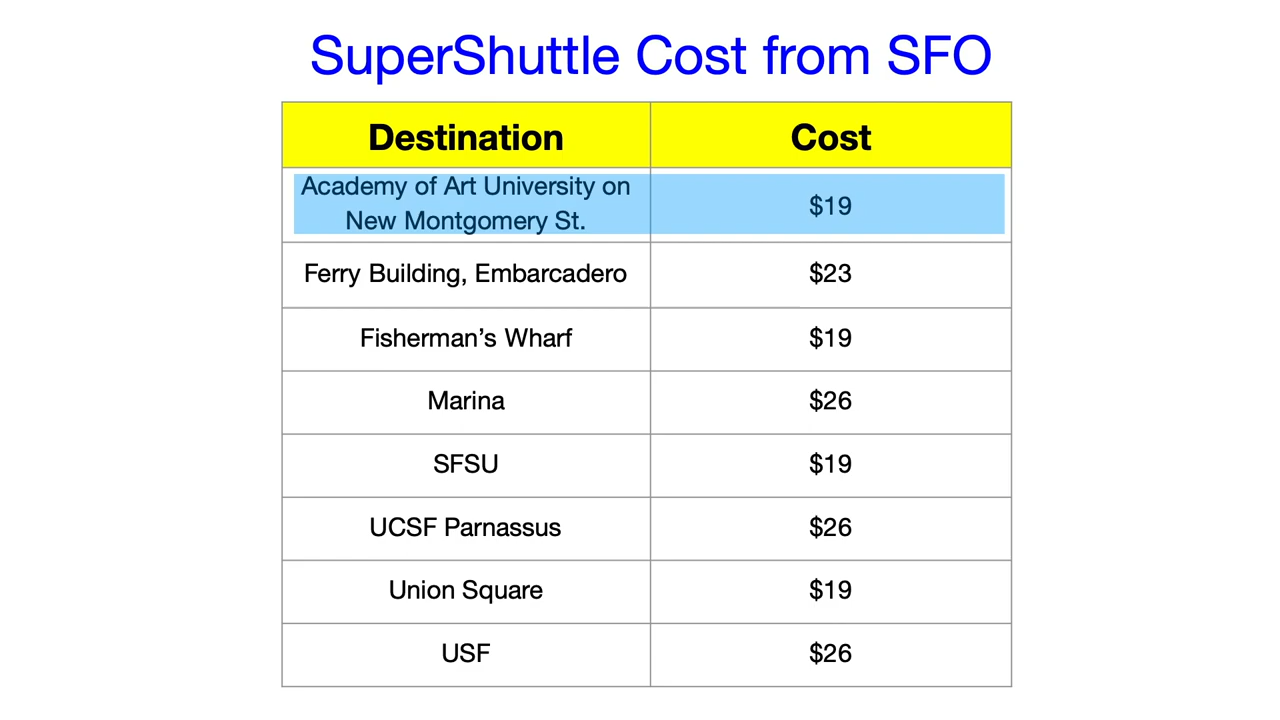 SuperShuttle Cost from SFO
Destination Cost
Academy of Art University on
New Montgomery St. $19
Ferry Building, Embarcadero $23
Fisherman’s Wharf $19
Marina $26
SFSU $19
UCSF Parnassus $26
Union Square $19
USF $26